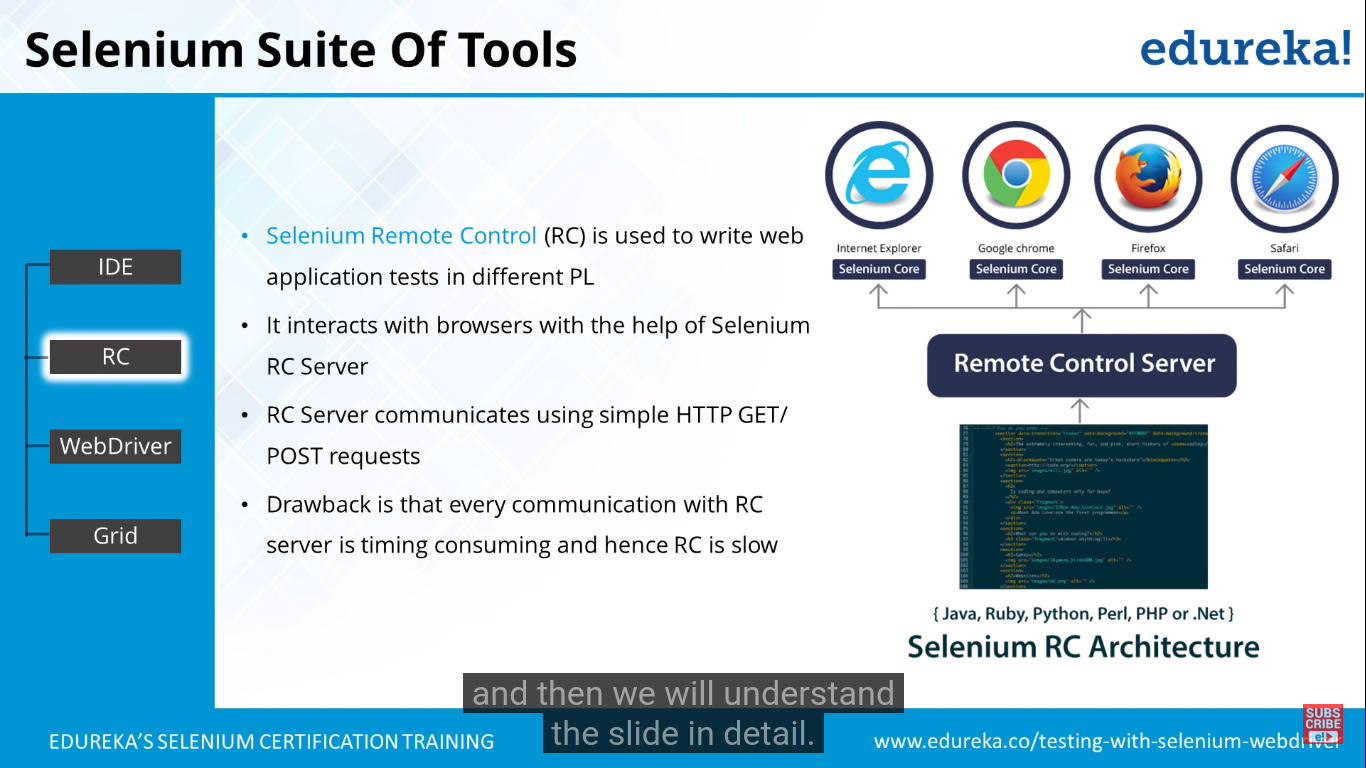 Selenium Suite Of Tools
edureka!
IDE
RC
WebDriver
Grid
• Selenium Remote Control (RC) is used to write web
application tests in different PL
• It interacts with browsers with the help of Selenium
RC Server
• RC Server communicates using simple HTTP GET/
POST requests
• Drawback is that every communication with RC
server is timing consuming and hence RC is slow
Internet Explorer
Google chrome
Firefox
Safari
Selenium Core
Selenium Core
Selenium Core
Selenium Core
Remote Control Server
{ Java, Ruby, Python, Perl, PHP or .Net }
Selenium RC Architecture
and then we will understand
the slide in detail.
EDUREKA'S SELENIUM CERTIFICATION TRAINING
www.edureka.co/testing-with-selenium-webdriver
SUBS
CRIBE
e!